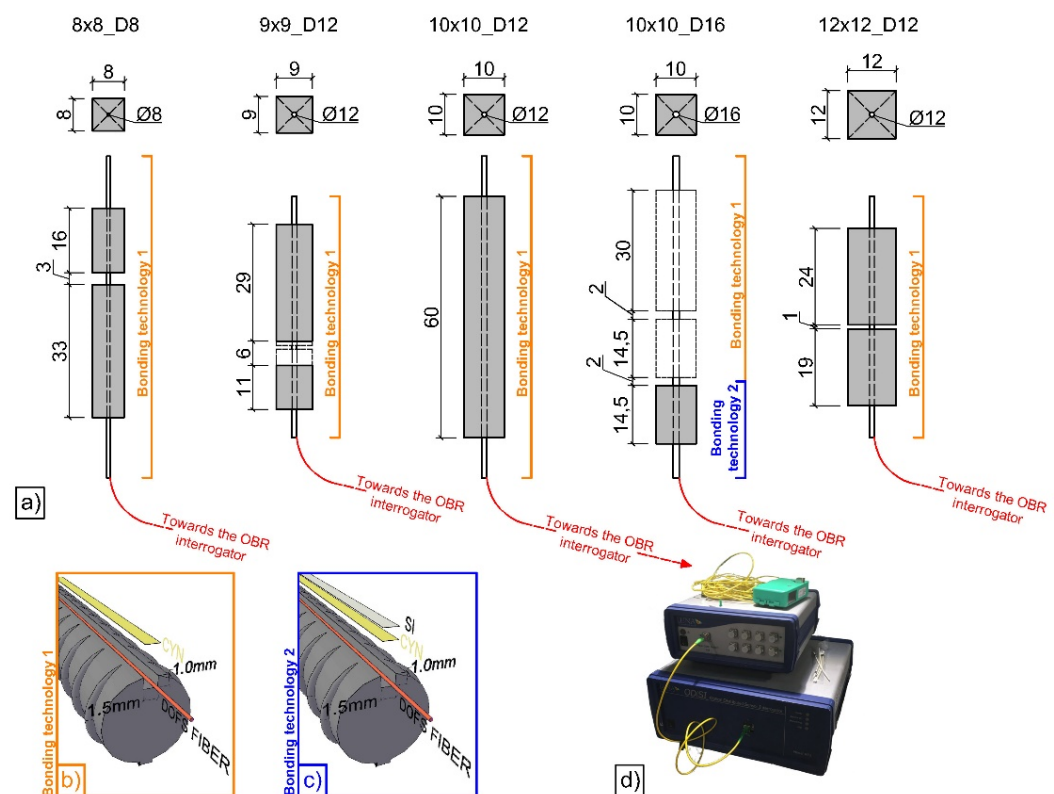 8x8_D8
9x9_D12
10x10_D12
10x10_D16
12x12_D12
8
8
Ø8
9
9
Ø12
10
10
Ø12
10
10
Ø16
12
12
Ø12
16
3
33
Bonding technology 1
29
6
11
Bonding technology 1
60
Bonding technology 1
30
2
14,5
2
14,5
Bonding technology 1
Bonding
technology 2
24
1
19
Bonding technology 1
a)
Towards the OBR
interrogator
Towards the OBR
interrogator
Towards the OBR
interrogator
Towards the OBR
interrogator
Towards the OBR
interrogator
Bonding technology 1
CYN
1.0mm
1.5mm
DOFS FIBER
b)
Bonding technology 2
SI
CYN
1.0mm
1.5mm
DOFS FIBER
c)
ODiSI
d)